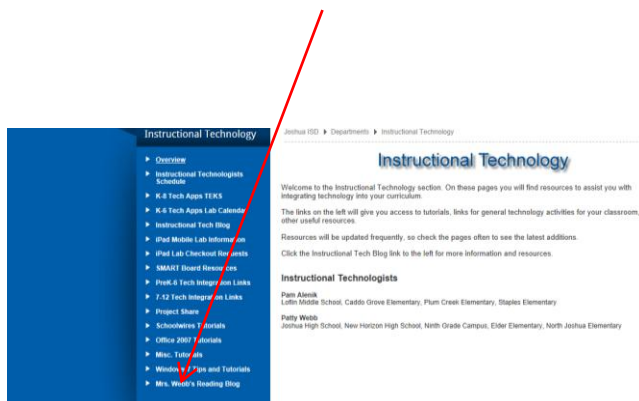 Instructional Technology
Overview
Instructional Technologists
Schedule
K-8 Tech Apps TEKS
K-6 Tech Apps Lab Calendar
Instructional Tech Blog
iPad Mobile Lab Information
iPad Lab Checkout Requests
SMART Board Resources
PreK-6 Tech Integration Links
7-12 Tech Integration Links
Project Share
Schoolwires Tutorials
Office 2007 Tutorials
Misc. Tutorials
Windows 7 Tips and Tutorials
Mrs. Webb's Reading Blog
Joshua ISD Departments Instructional Technology
Instructional Technology
Welcome to the Instructional Technology section. On these pages you will find resources to assist you with
integrating technology into your curriculum.
The links on the left will give you access to tutorials, links for general technology activities for your classroom,
other useful resources.
Resources will be updated frequently, so check the pages often to see the latest additions.
Click the Instructional Tech Blog link to the left for more information and resources.
Instructional Technologists
Pam Alenik
Loflin Middle School, Caddo Grove Elementary, Plum Creek Elementary, Staples Elementary
Patty Webb
Joshua High School, New Horizon High School, Ninth Grade Campus, Elder Elementary, North Joshua Elementary